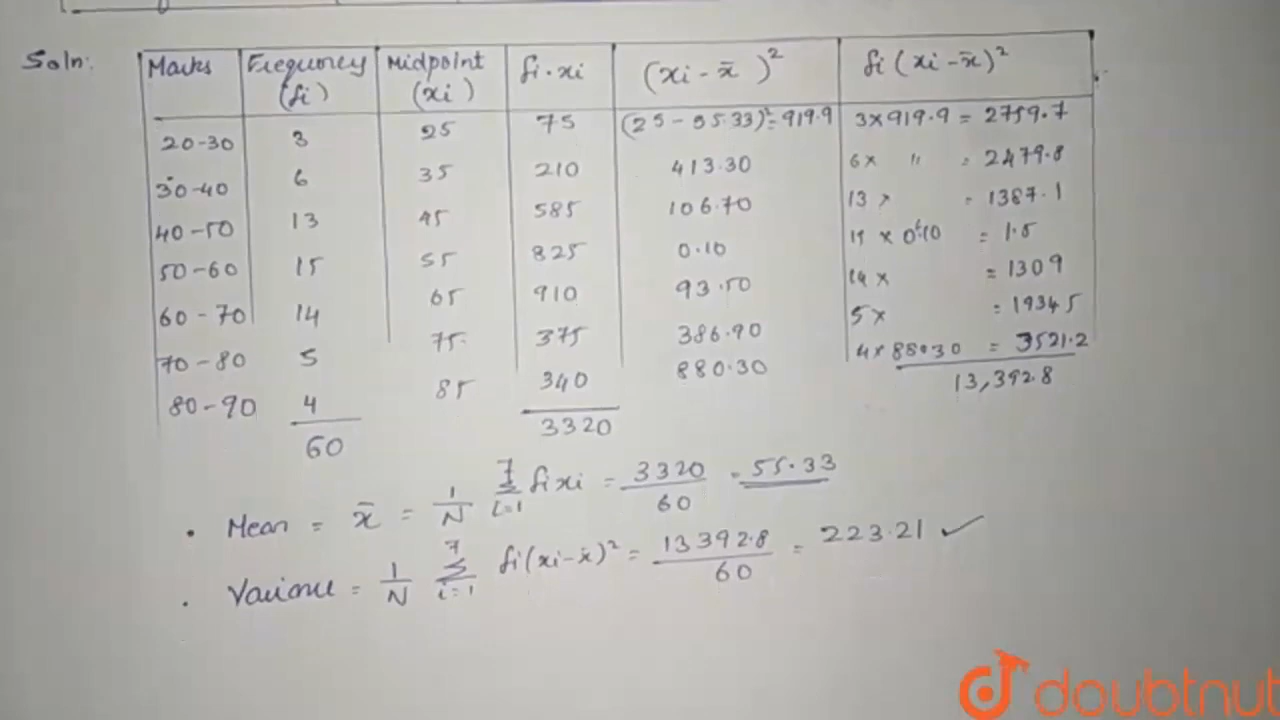 Soln:
Marks Frequency (fi) Midpoint (xi) fi·xi (xi - x̄)² fi(xi - x̄)²
20-30 3 25 75 (25-55.33)²=919.9 3×919.9 = 2759.7
30-40 6 35 210 413.30 6× " = 2479.8
40-50 13 45 585 106.70 13× = 1387.1
50-60 15 55 825 0.10 × 0.10 = 1.5
60-70 14 65 910 93.50 14× = 1309
70-80 5 75 375 386.90 5× = 1934.5
80-90 4 85 340 880.30 4×880.30 = 3521.2
60 3320 13,392.8
• Mean = x̄ = 1/N 7Σi=1 fixi = 3320/60 = 55.33
• Variance = 1/N 7Σi=1 fi(xi-x̄)² = 13392.8/60 = 223.21 ✓
doubtnut